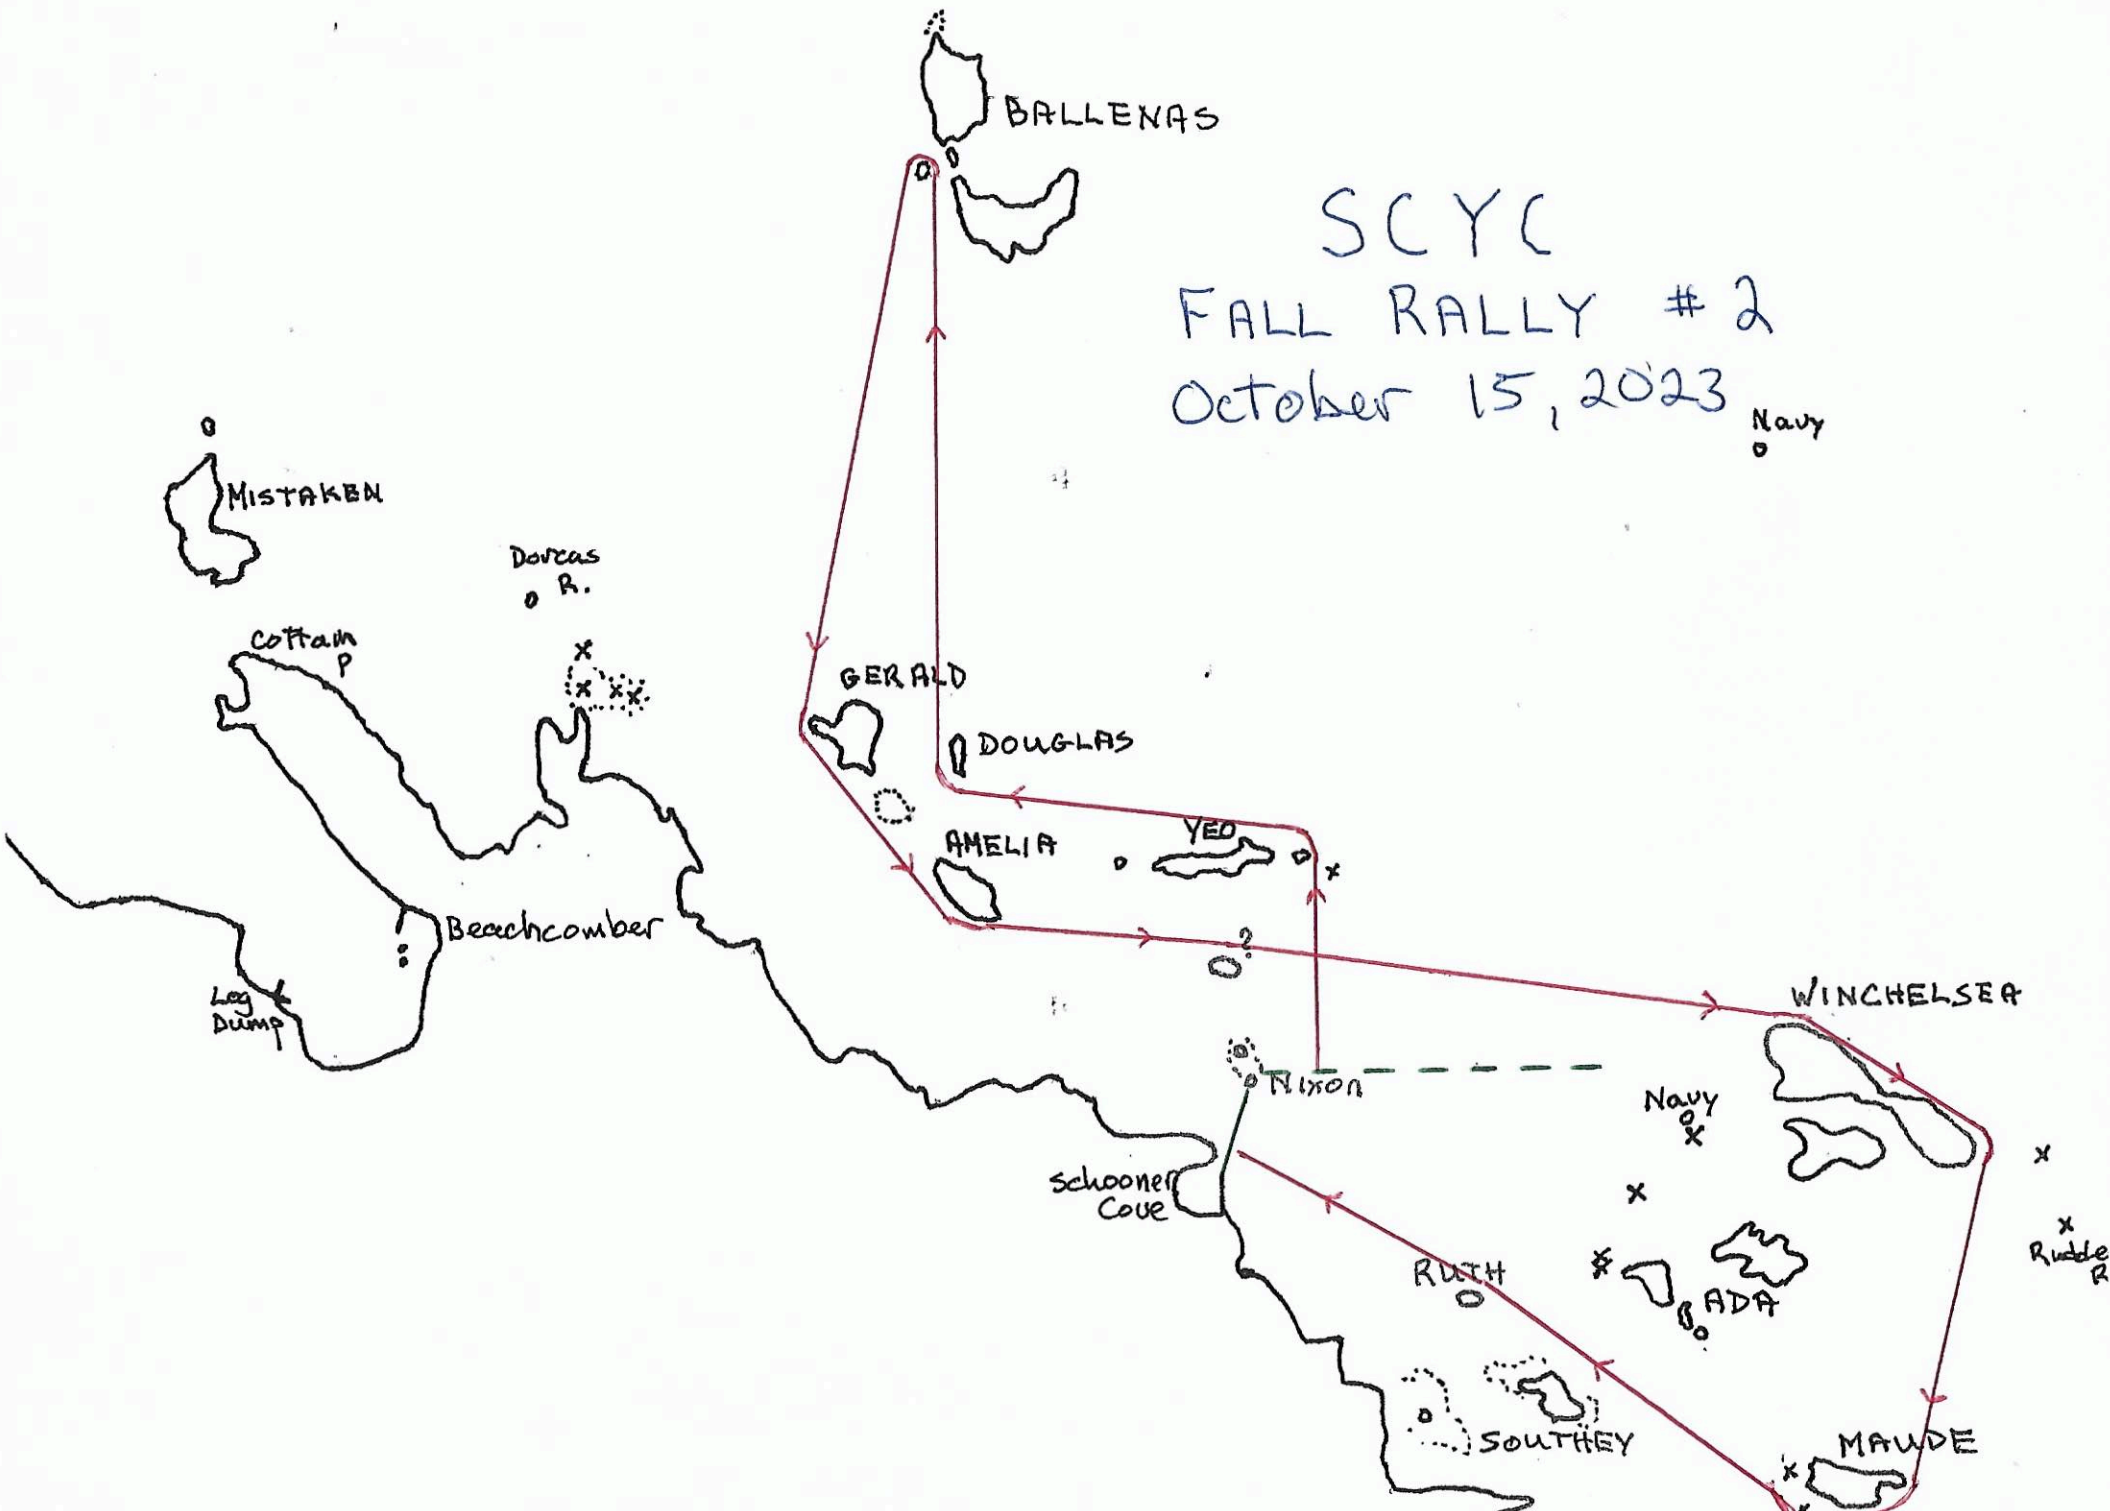 BALLENAS
SCYC
FALL RALLY #2
October 15, 2023
Navy
MISTAKEN
Dorcas
R.
Cottam
P
GERALD
DOUGLAS
YEO
AMELIA
Beachcomber
?
Log
Dump
WINCHELSEA
Nixon
Navy
Schooner
Cove
Rudde
R
RUTH
ADA
SOUTHEY
MAUDE